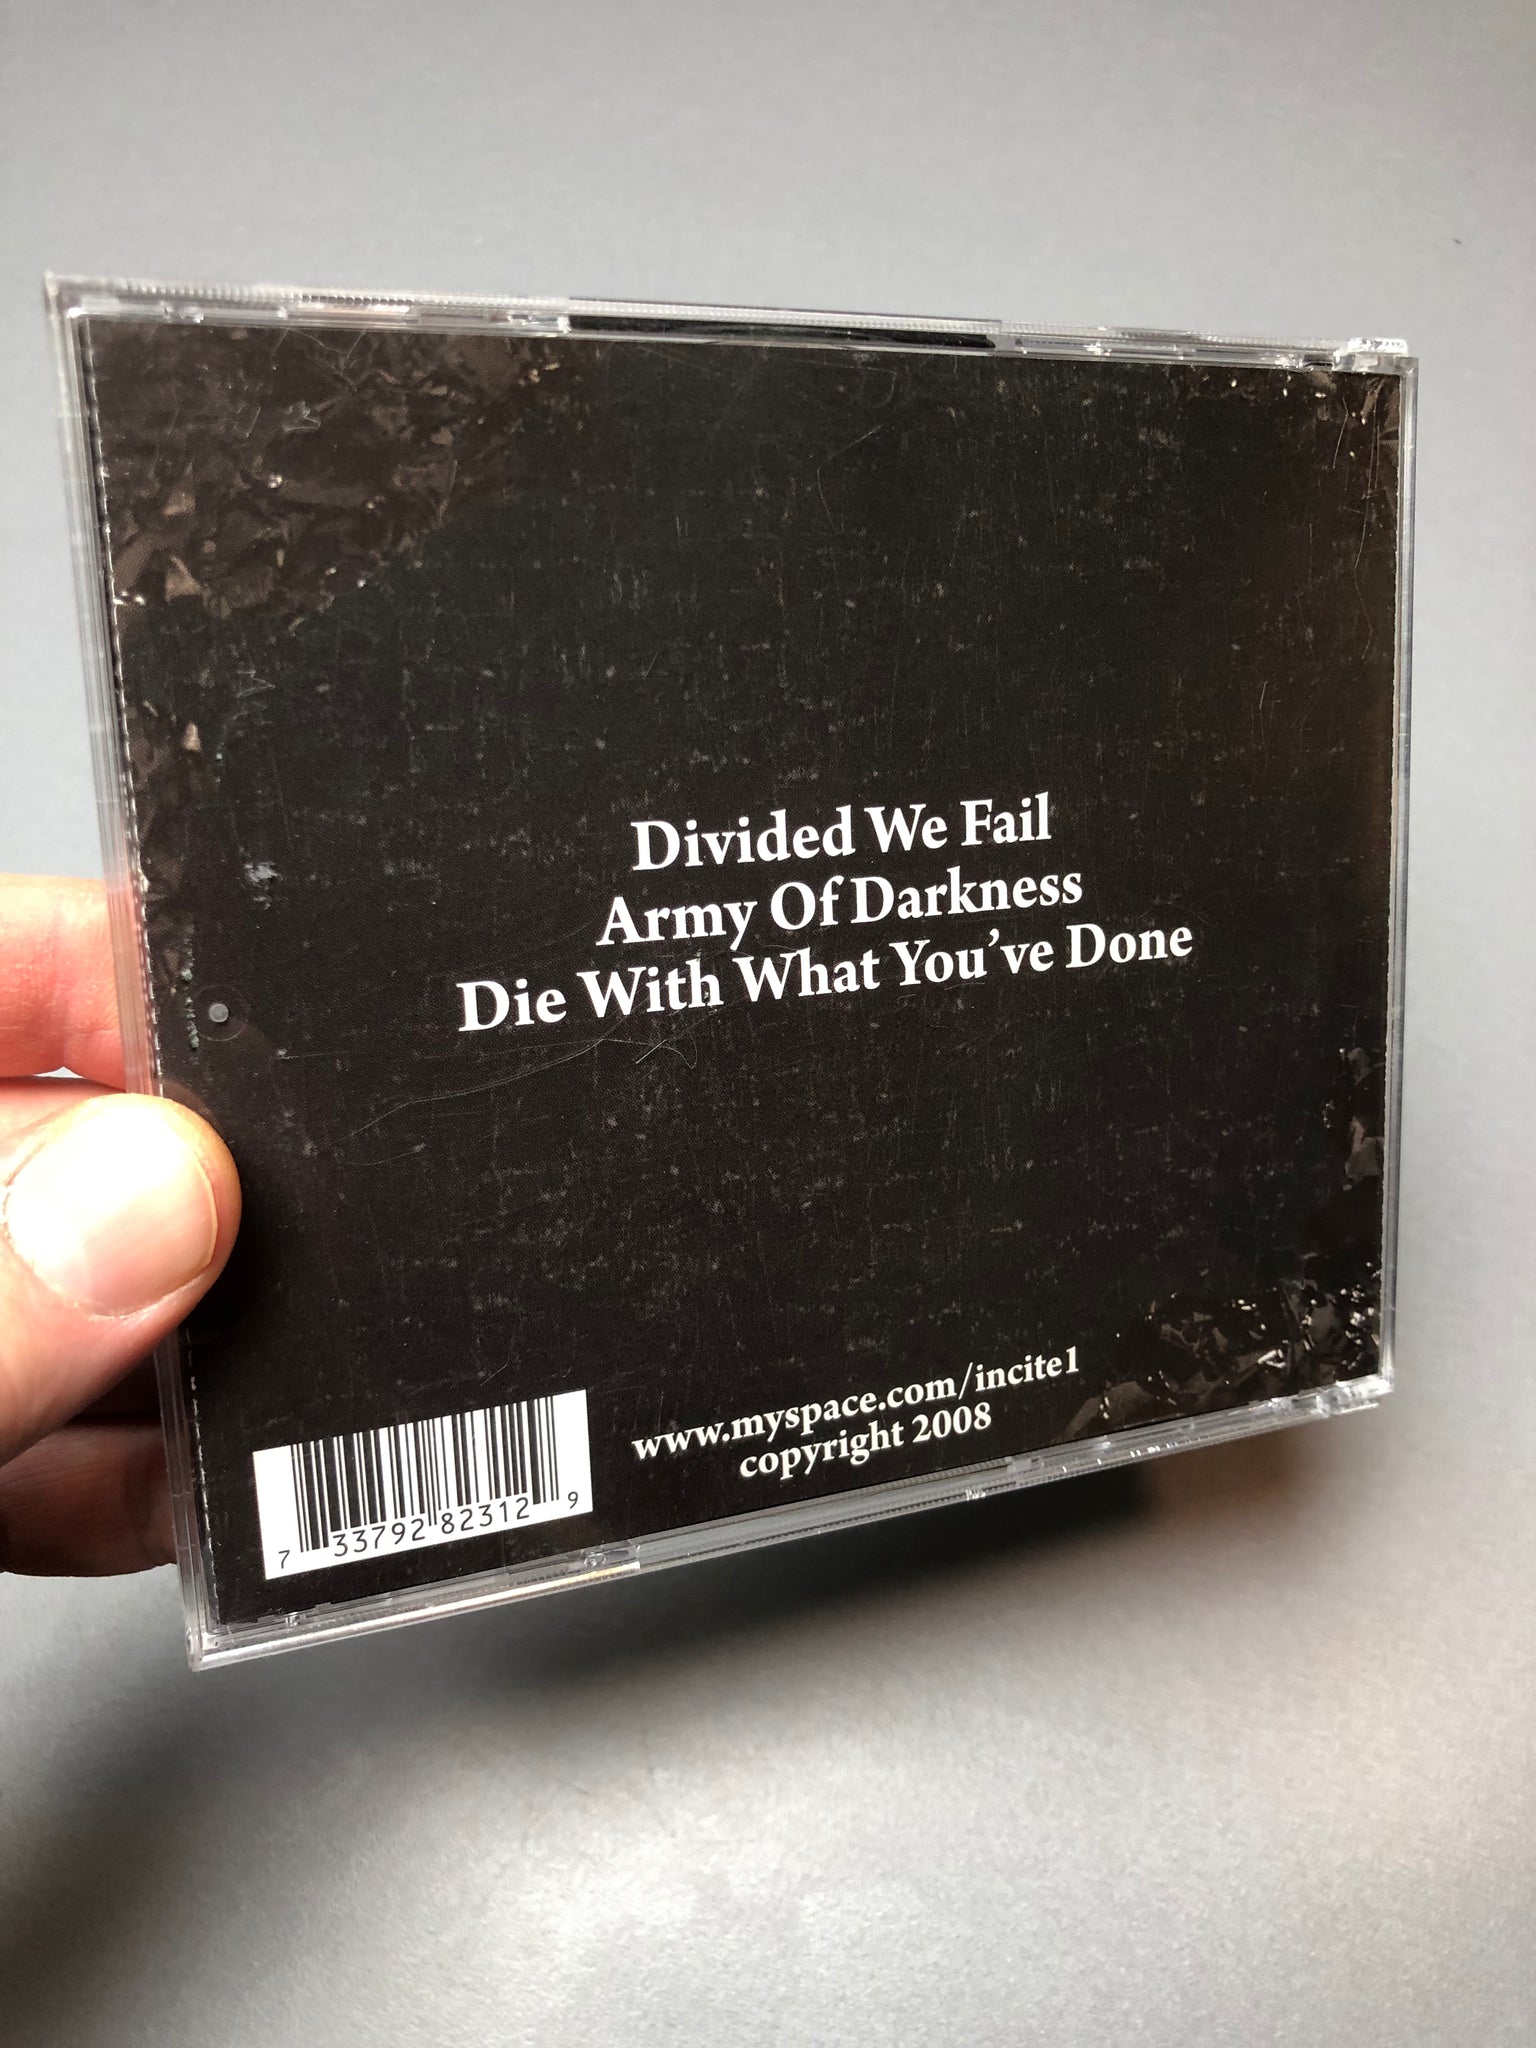 Divided We Fail
Army Of Darkness
Die With What You’ve Done
www.myspace.com/incite1
copyright 2008
7 33792 82312 9